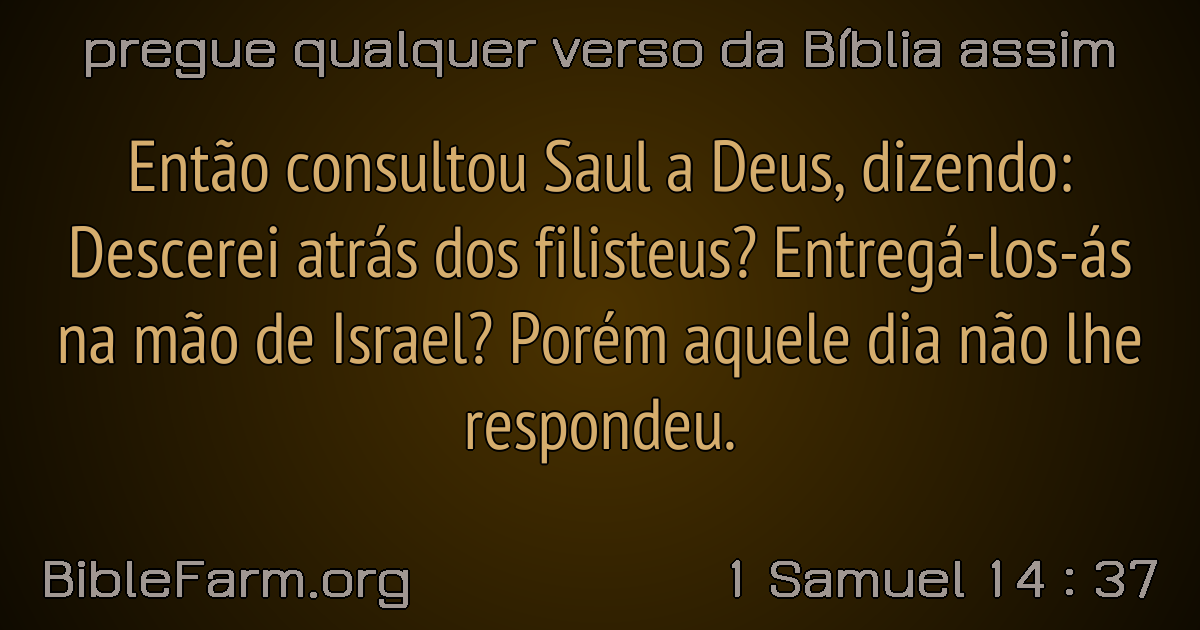 pregue qualquer verso da Bíblia assim
Então consultou Saul a Deus, dizendo:
Descerei atrás dos filisteus? Entregá-los-ás
na mão de Israel? Porém aquele dia não lhe
respondeu.
BibleFarm.org
1 Samuel 14 : 37